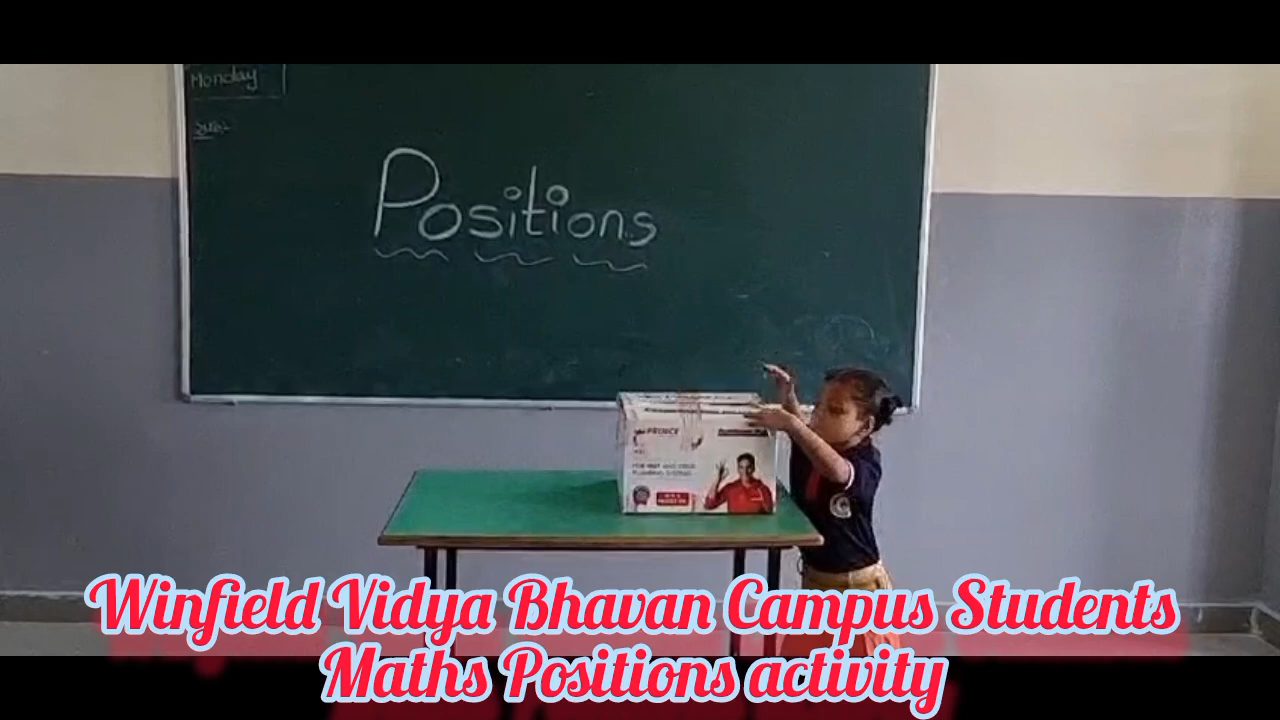 Monday
Positions
PRINCE
Winfield Vidya Bhavan Campus Students
Maths Positions activity